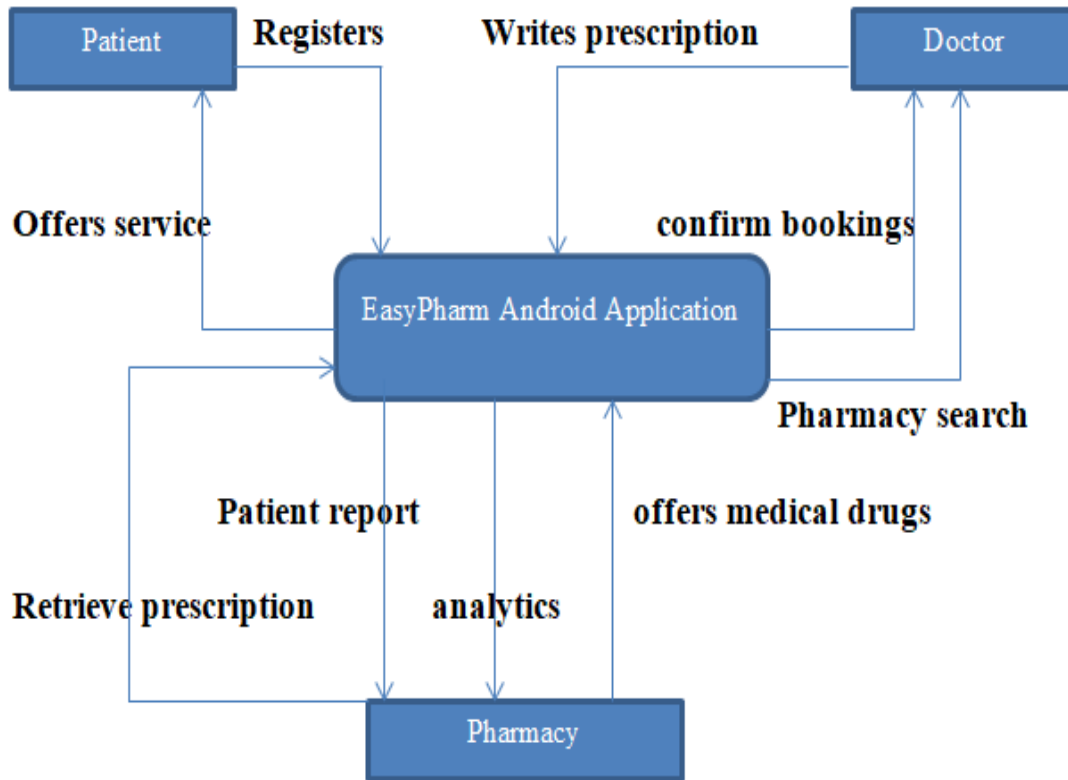 Patient
Registers
Writes prescription
Doctor
Offers service
confirm bookings
EasyPharm Android Application
Pharmacy search
Patient report
offers medical drugs
Retrieve prescription
analytics
Pharmacy